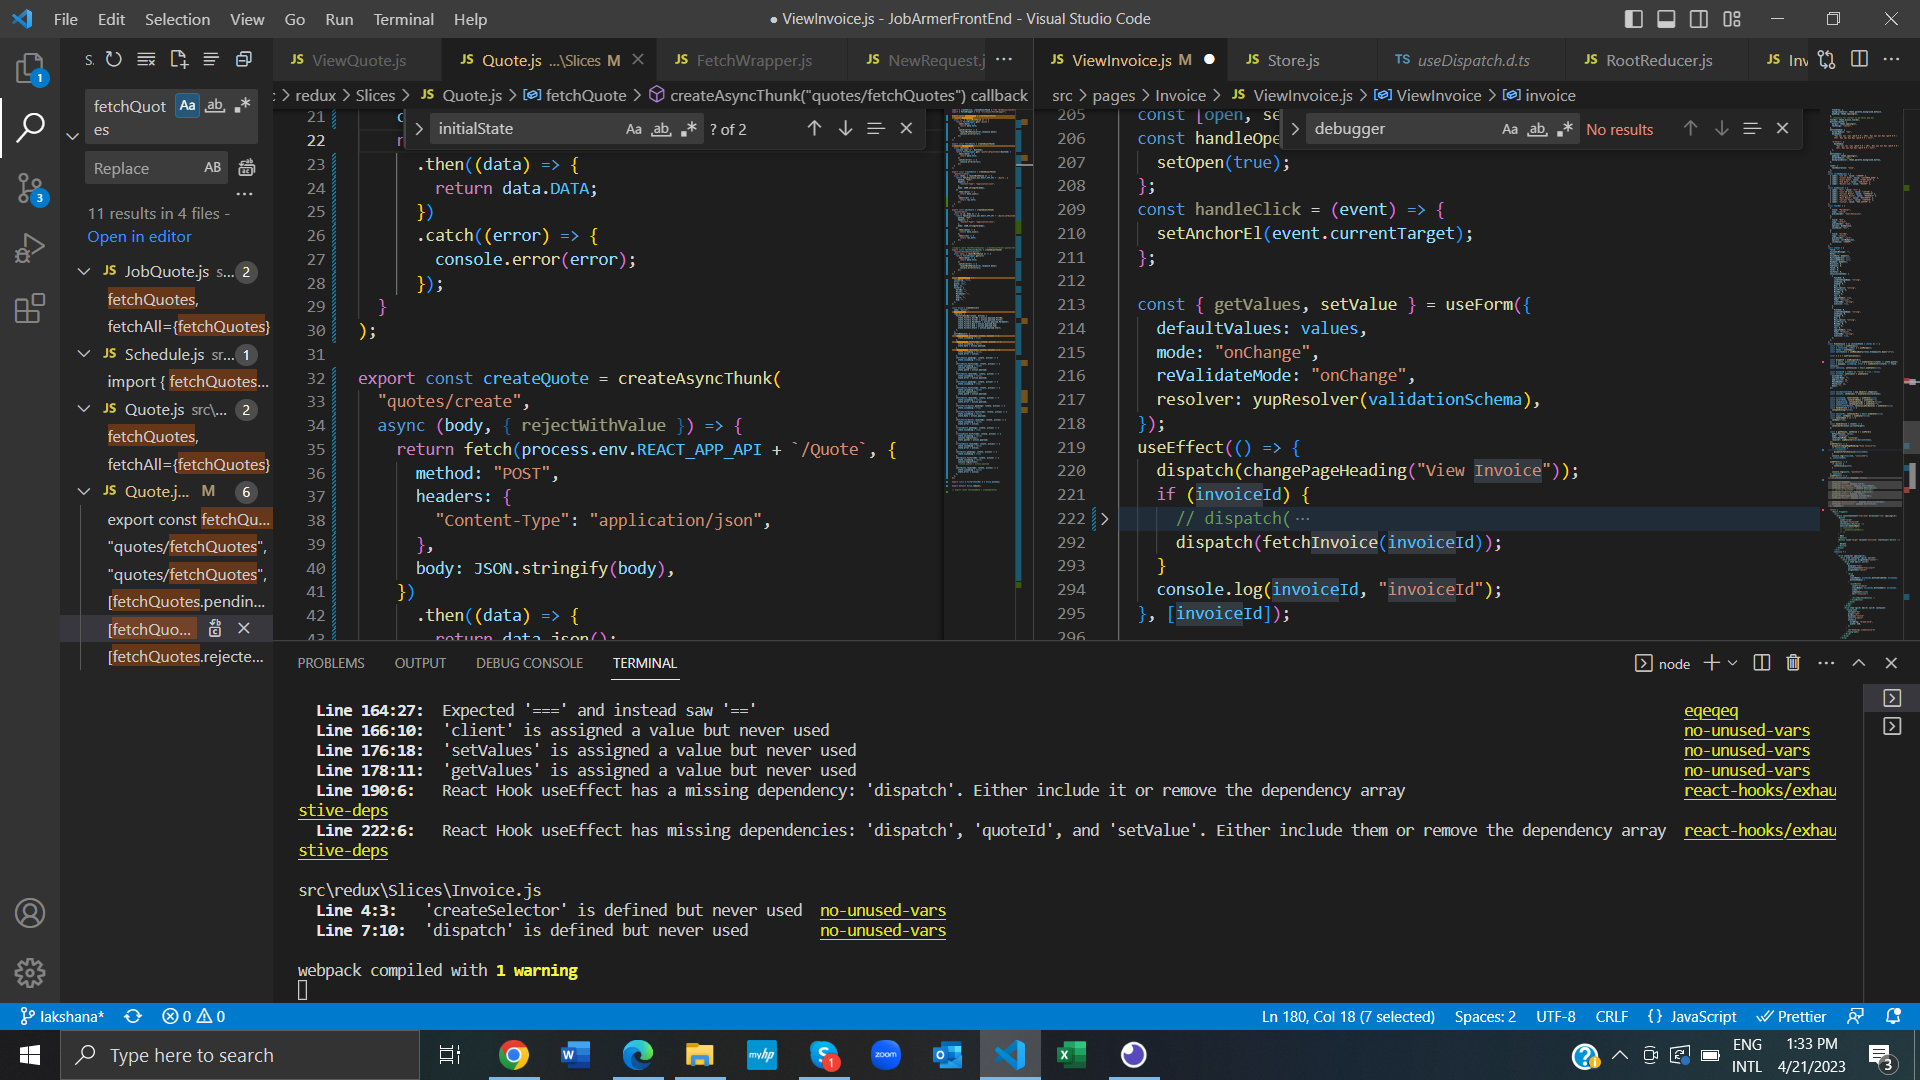 File Edit Selection View Go Run Terminal Help
● ViewInvoice.js - JobArmerFrontEnd - Visual Studio Code
S.
JS ViewQuote.js
JS Quote.js ...\Slices M
JS FetchWrapper.js
JS NewRequest.j
JS ViewInvoice.js M
JS Store.js
TS useDispatch.d.ts
JS RootReducer.js
JS Inv
fetchQuot
es
Aa ab
Replace AB
11 results in 4 files -
Open in editor
JS JobQuote.js s... 2
fetchQuotes,
fetchAll={fetchQuotes}
JS Schedule.js sr... 1
import { fetchQuotes...
JS Quote.js src\... 2
fetchQuotes,
fetchAll={fetchQuotes}
JS Quote.j... M 6
export const fetchQu...
"quotes/fetchQuotes",
"quotes/fetchQuotes",
[fetchQuotes.pendin...
[fetchQuo...
[fetchQuotes.rejecte...
1
3
> redux > Slices > JS Quote.js > fetchQuote > createAsyncThunk("quotes/fetchQuotes") callback
initialState Aa ab ? of 2
21
22
23 .then((data) => {
24 return data.DATA;
25 })
26 .catch((error) => {
27 console.error(error);
28 });
29 }
30 );
31
32 export const createQuote = createAsyncThunk(
33 "quotes/create",
34 async (body, { rejectWithValue }) => {
35 return fetch(process.env.REACT_APP_API + `/Quote`, {
36 method: "POST",
37 headers: {
38 "Content-Type": "application/json",
39 },
40 body: JSON.stringify(body),
41 })
42 .then((data) => {
43 return data.json();
src > pages > Invoice > JS ViewInvoice.js > ViewInvoice > invoice
debugger Aa ab No results
205 const [open, se
206 const handleOpe
207 setOpen(true);
208 };
209 const handleClick = (event) => {
210 setAnchorEl(event.currentTarget);
211 };
212
213 const { getValues, setValue } = useForm({
214 defaultValues: values,
215 mode: "onChange",
216 reValidateMode: "onChange",
217 resolver: yupResolver(validationSchema),
218 });
219 useEffect(() => {
220 dispatch(changePageHeading("View Invoice"));
221 if (invoiceId) {
222 // dispatch( ⋯
292 dispatch(fetchInvoice(invoiceId));
293 }
294 console.log(invoiceId, "invoiceId");
295 }, [invoiceId]);
296
PROBLEMS OUTPUT DEBUG CONSOLE TERMINAL
node
Line 164:27: Expected '===' and instead saw '==' eqeqeq
Line 166:10: 'client' is assigned a value but never used no-unused-vars
Line 176:18: 'setValues' is assigned a value but never used no-unused-vars
Line 178:11: 'getValues' is assigned a value but never used no-unused-vars
Line 190:6: React Hook useEffect has a missing dependency: 'dispatch'. Either include it or remove the dependency array react-hooks/exhau
stive-deps
Line 222:6: React Hook useEffect has missing dependencies: 'dispatch', 'quoteId', and 'setValue'. Either include them or remove the dependency array react-hooks/exhau
stive-deps
src\redux\Slices\Invoice.js
Line 4:3: 'createSelector' is defined but never used no-unused-vars
Line 7:10: 'dispatch' is defined but never used no-unused-vars
webpack compiled with 1 warning
lakshana* 0 0
Ln 180, Col 18 (7 selected) Spaces: 2 UTF-8 CRLF {} JavaScript Prettier
Type here to search
myhp
1
zoom
ENG
INTL
1:33 PM
4/21/2023
3